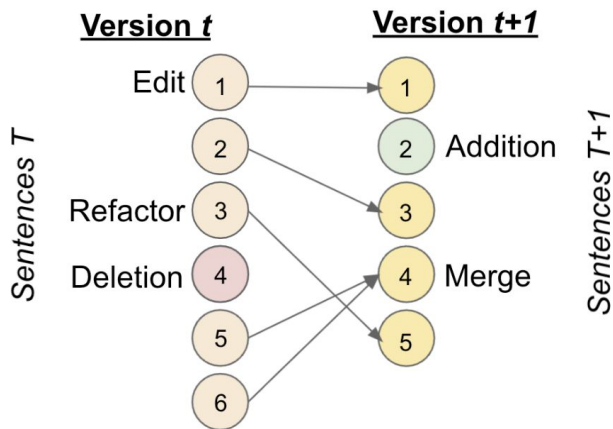 Version t
Version t+1
Edit 1 1
2 2 Addition
Refactor 3 3
Deletion 4 4 Merge
5 5
6
Sentences T
Sentences T+1